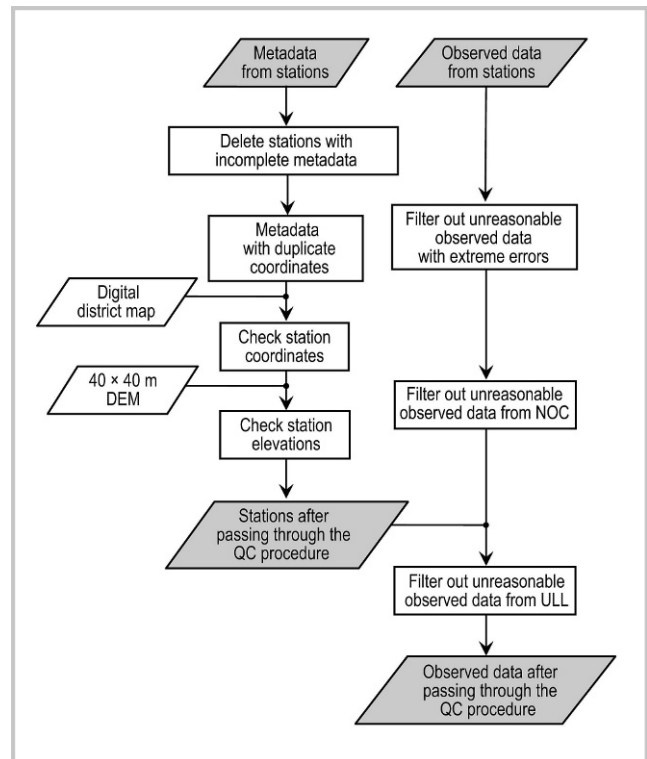 Metadata
from stations
Observed data
from stations
Delete stations with
incomplete metadata
Metadata
with duplicate
coordinates
Filter out unreasonable
observed data
with extreme errors
Digital
district map
Check station
coordinates
40 × 40 m
DEM
Filter out unreasonable
observed data from NOC
Check station
elevations
Stations after
passing through the
QC procedure
Filter out unreasonable
observed data from ULL
Observed data after
passing through the
QC procedure